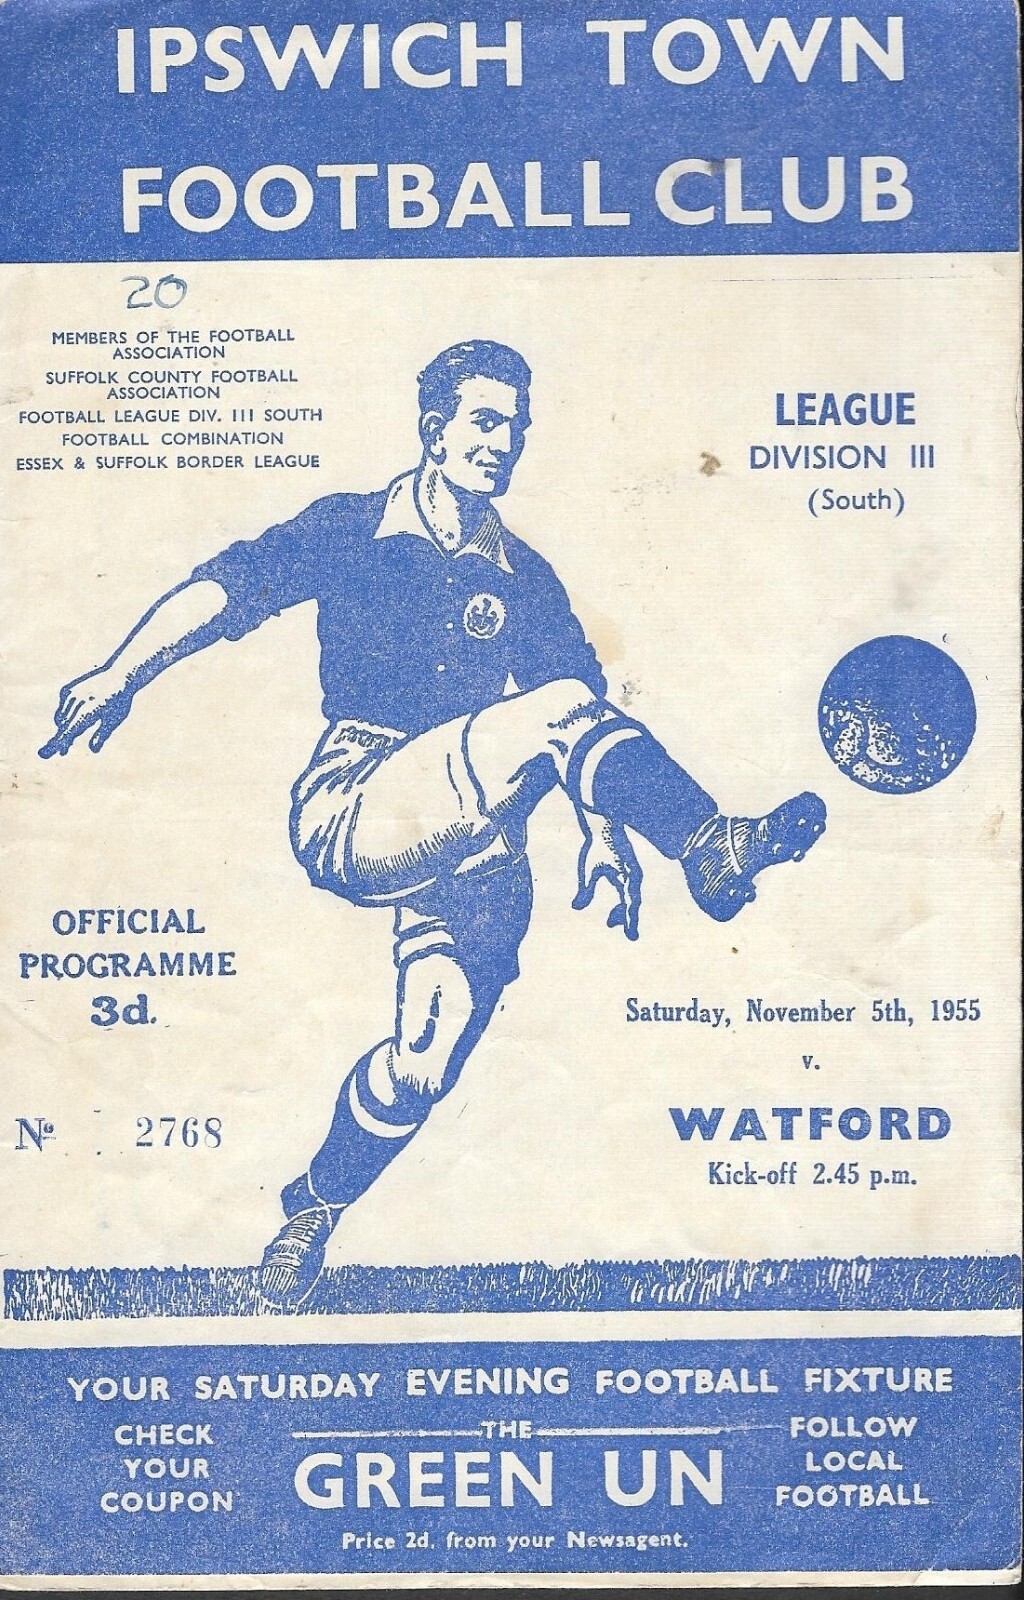 IPSWICH TOWN
FOOTBALL CLUB
20
MEMBERS OF THE FOOTBALL
ASSOCIATION
SUFFOLK COUNTY FOOTBALL
ASSOCIATION
FOOTBALL LEAGUE DIV. III SOUTH
FOOTBALL COMBINATION
ESSEX & SUFFOLK BORDER LEAGUE
LEAGUE
DIVISION III
(South)
OFFICIAL
PROGRAMME
3d.
Nº 2768
Saturday, November 5th, 1955
v.
WATFORD
Kick-off 2.45 p.m.
YOUR SATURDAY EVENING FOOTBALL FIXTURE
CHECK
YOUR
COUPON
THE
GREEN UN
FOLLOW
LOCAL
FOOTBALL
Price 2d. from your Newsagent.